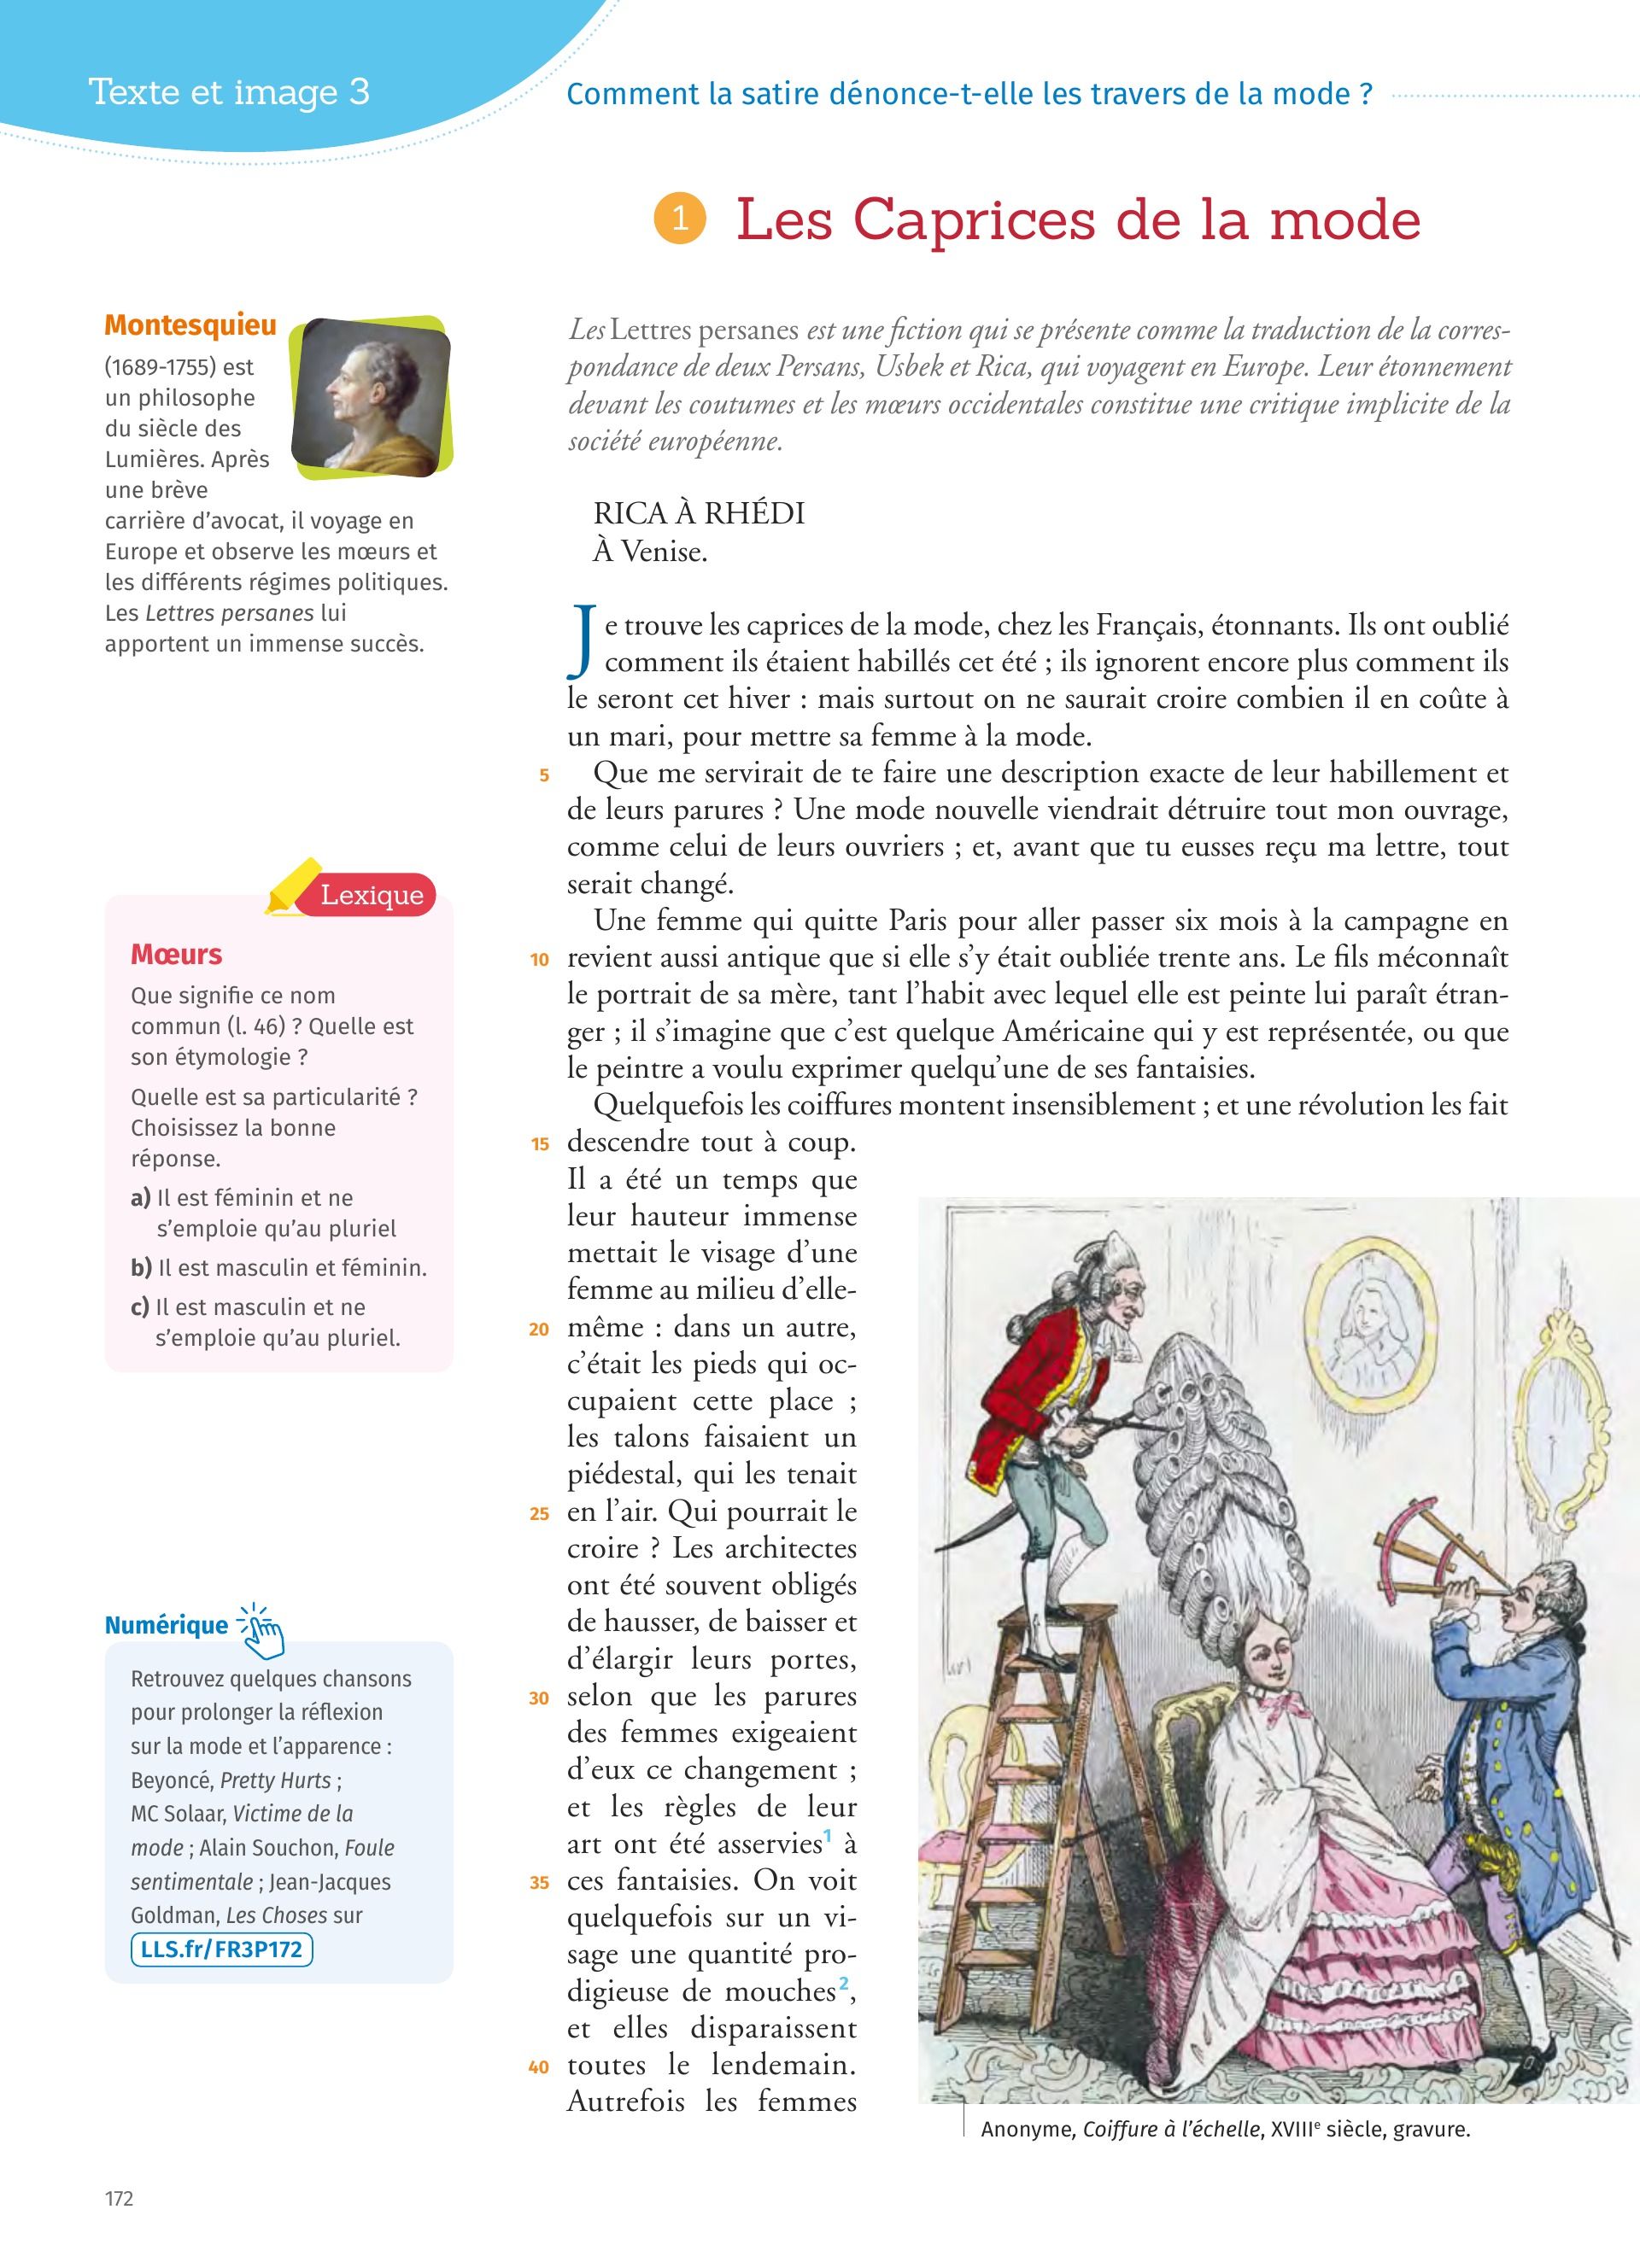 Texte et image 3
Comment la satire dénonce-t-elle les travers de la mode ?
1 Les Caprices de la mode
Montesquieu
(1689-1755) est
un philosophe
du siècle des
Lumières. Après
une brève
carrière d’avocat, il voyage en
Europe et observe les mœurs et
les différents régimes politiques.
Les Lettres persanes lui
apportent un immense succès.
Lexique
Mœurs
Que signifie ce nom
commun (l. 46) ? Quelle est
son étymologie ?
Quelle est sa particularité ?
Choisissez la bonne
réponse.
a) Il est féminin et ne
s’emploie qu’au pluriel
b) Il est masculin et féminin.
c) Il est masculin et ne
s’emploie qu’au pluriel.
Numérique
Retrouvez quelques chansons
pour prolonger la réflexion
sur la mode et l’apparence :
Beyoncé, Pretty Hurts ;
MC Solaar, Victime de la
mode ; Alain Souchon, Foule
sentimentale ; Jean-Jacques
Goldman, Les Choses sur
LLS.fr/FR3P172
Les Lettres persanes est une fiction qui se présente comme la traduction de la corres-
pondance de deux Persans, Usbek et Rica, qui voyagent en Europe. Leur étonnement
devant les coutumes et les mœurs occidentales constitue une critique implicite de la
société européenne.
RICA À RHÉDI
À Venise.
Je trouve les caprices de la mode, chez les Français, étonnants. Ils ont oublié
comment ils étaient habillés cet été ; ils ignorent encore plus comment ils
le seront cet hiver : mais surtout on ne saurait croire combien il en coûte à
un mari, pour mettre sa femme à la mode.
5 Que me servirait de te faire une description exacte de leur habillement et
de leurs parures ? Une mode nouvelle viendrait détruire tout mon ouvrage,
comme celui de leurs ouvriers ; et, avant que tu eusses reçu ma lettre, tout
serait changé.
Une femme qui quitte Paris pour aller passer six mois à la campagne en
10 revient aussi antique que si elle s’y était oubliée trente ans. Le fils méconnaît
le portrait de sa mère, tant l’habit avec lequel elle est peinte lui paraît étran-
ger ; il s’imagine que c’est quelque Américaine qui y est représentée, ou que
le peintre a voulu exprimer quelqu’une de ses fantaisies.
Quelquefois les coiffures montent insensiblement ; et une révolution les fait
15 descendre tout à coup.
Il a été un temps que
leur hauteur immense
mettait le visage d’une
femme au milieu d’elle-
20 même : dans un autre,
c’était les pieds qui oc-
cupaient cette place ;
les talons faisaient un
piédestal, qui les tenait
25 en l’air. Qui pourrait le
croire ? Les architectes
ont été souvent obligés
de hausser, de baisser et
d’élargir leurs portes,
30 selon que les parures
des femmes exigeaient
d’eux ce changement ;
et les règles de leur
art ont été asservies1 à
35 ces fantaisies. On voit
quelquefois sur un vi-
sage une quantité pro-
digieuse de mouches2,
et elles disparaissent
40 toutes le lendemain.
Autrefois les femmes
Anonyme, Coiffure à l’échelle, XVIIIe siècle, gravure.
172